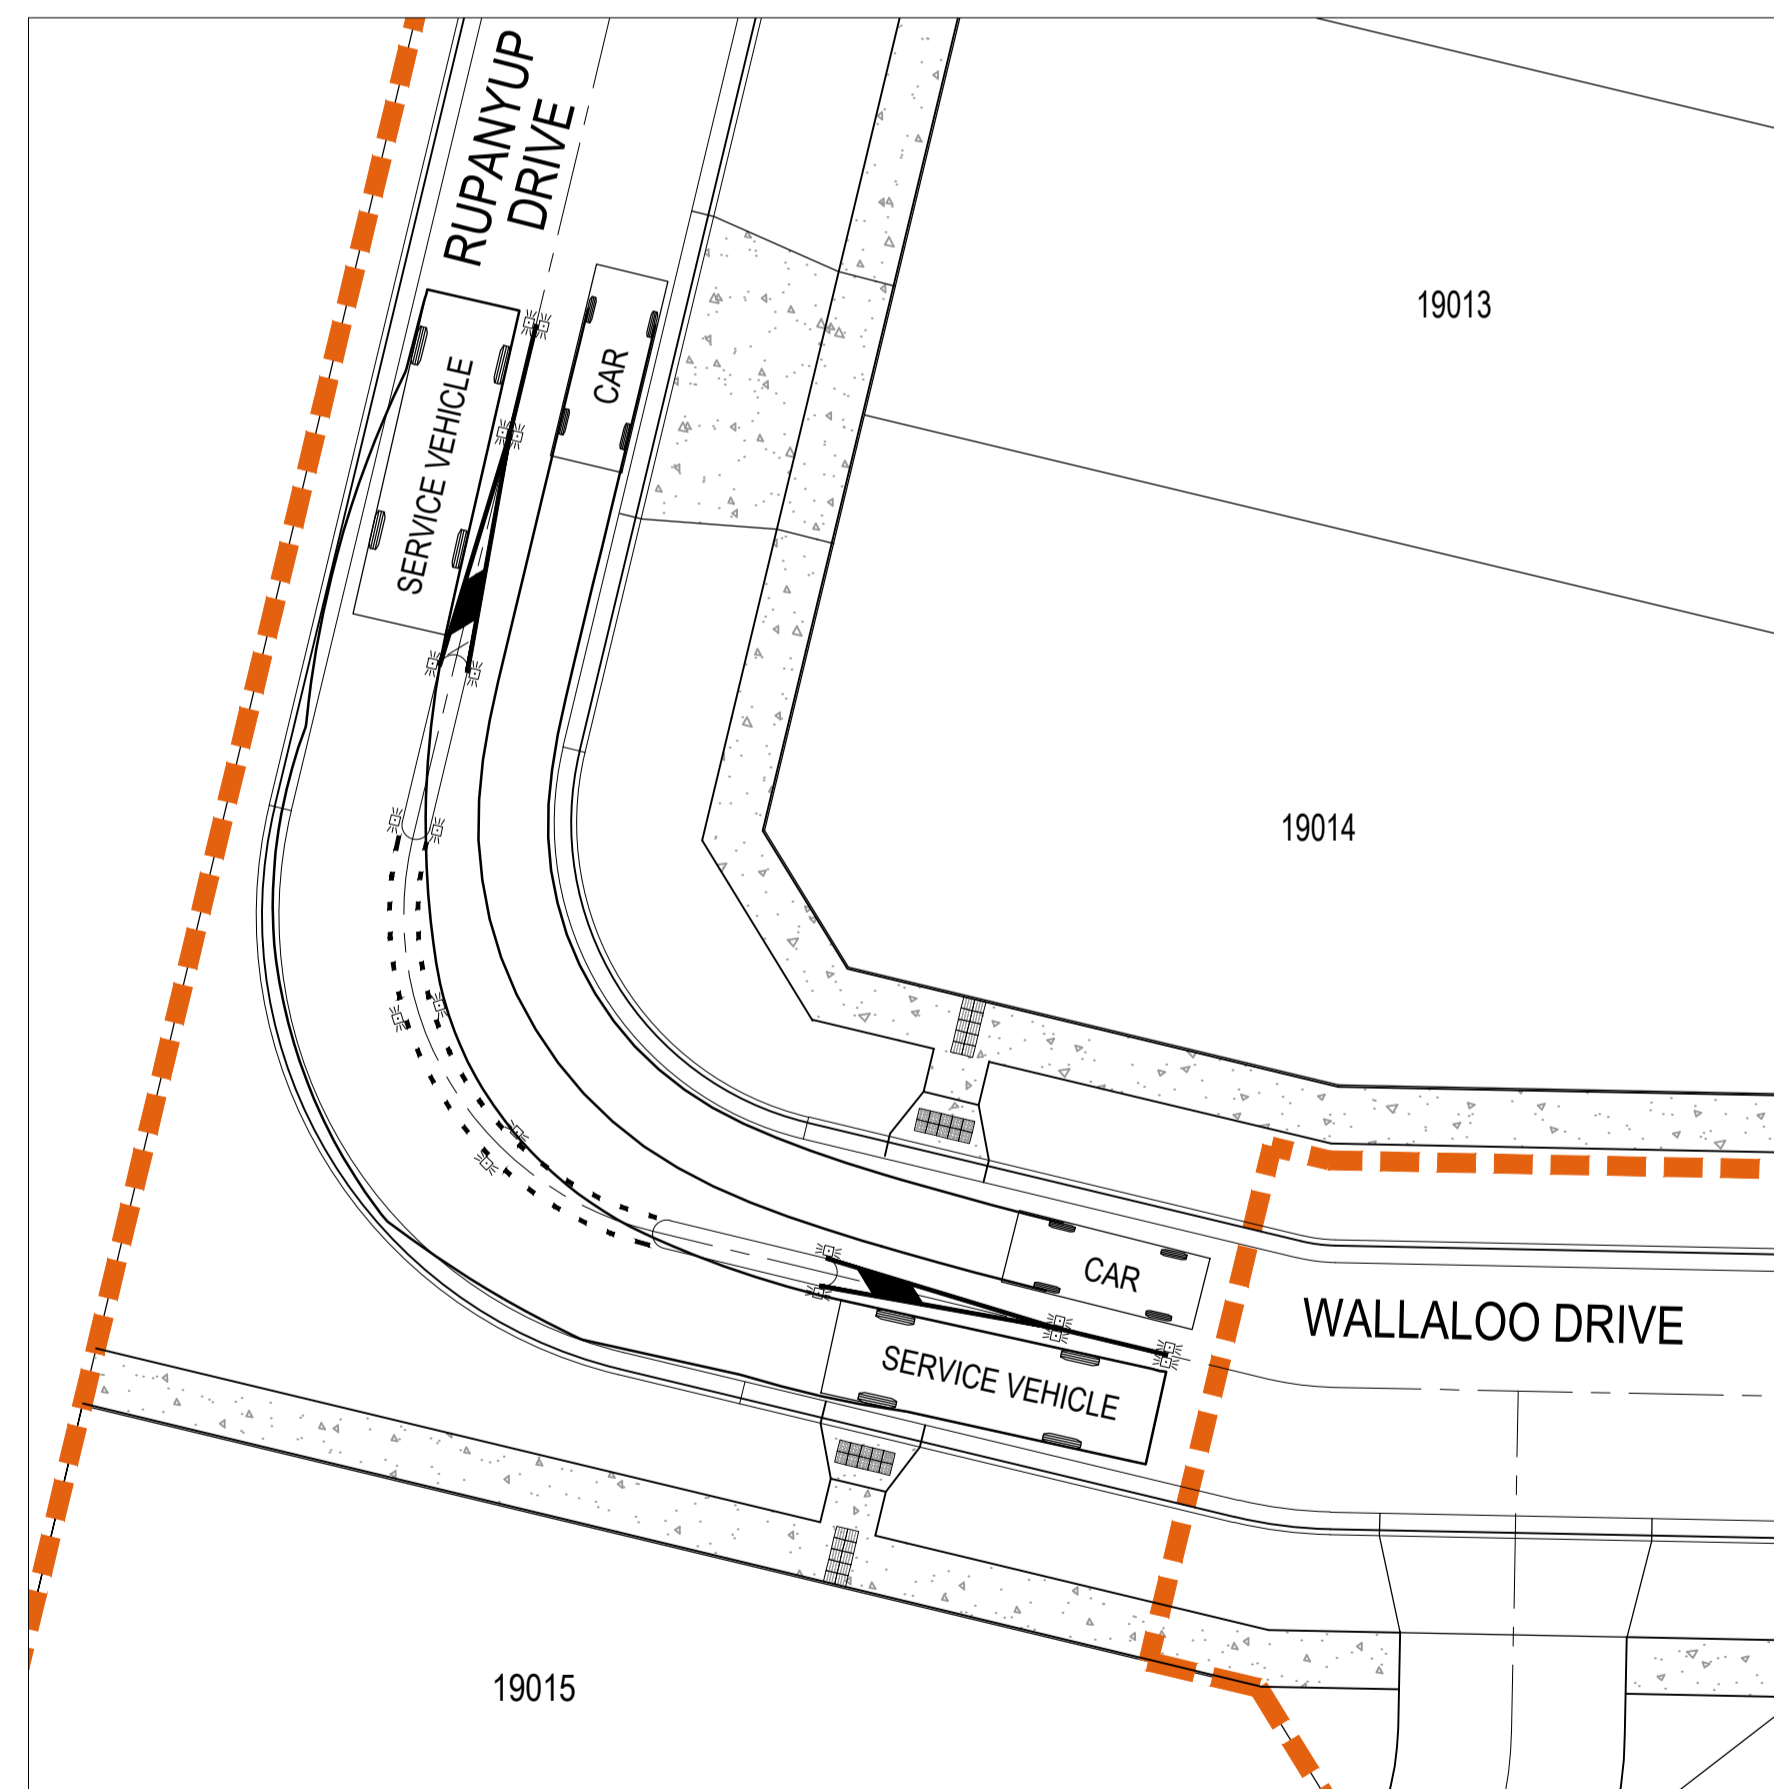 RUPANYUP
DRIVE
19013
CAR
SERVICE VEHICLE
19014
CAR
WALLALOO DRIVE
SERVICE VEHICLE
19015